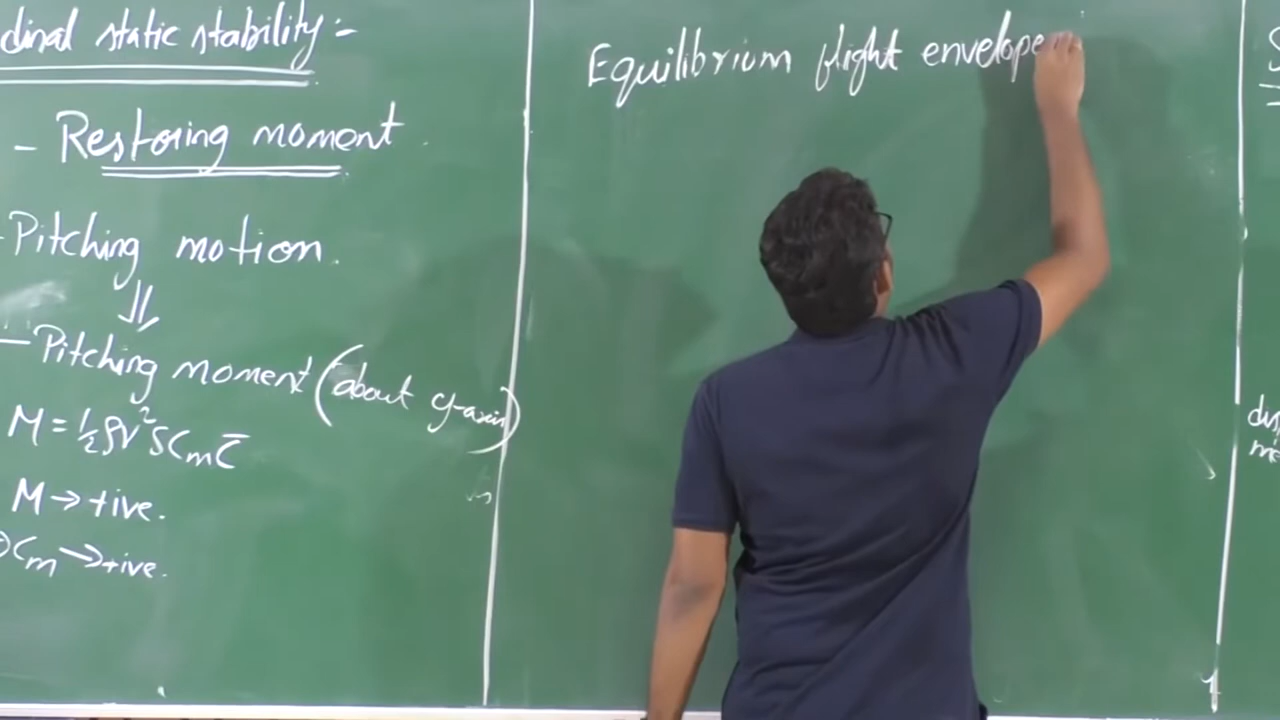 dinal static stability:-
- Restoring moment.
- Pitching motion.
⇓
- Pitching moment (about y-axis)
M = ½ρV²SCmc̄
M → +ive.
Cm → +ive.
Equilibrium flight envelope